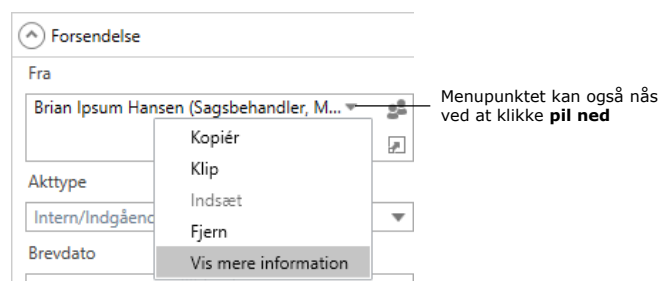 Forsendelse
Fra
Brian Ipsum Hansen (Sagsbehandler, M...
Menupunktet kan også nås
ved at klikke pil ned
Kopiér
Klip
Akttype
Indsæt
Intern/Indgåend
Fjern
Brevdato
Vis mere information